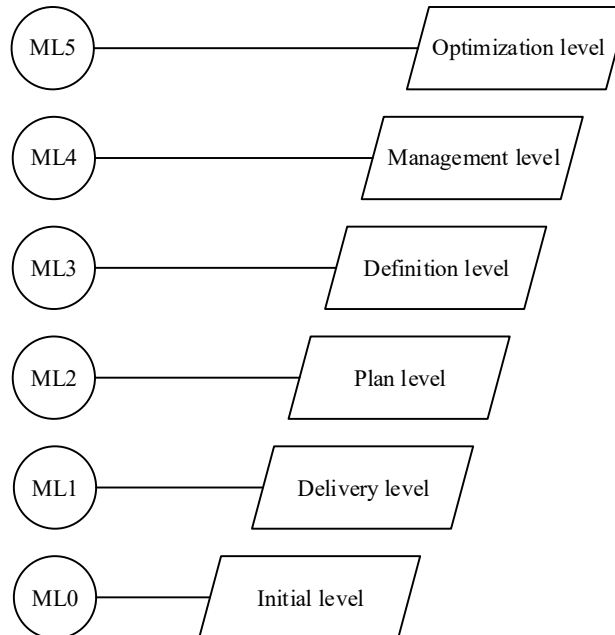 ML5 Optimization level
ML4 Management level
ML3 Definition level
ML2 Plan level
ML1 Delivery level
ML0 Initial level